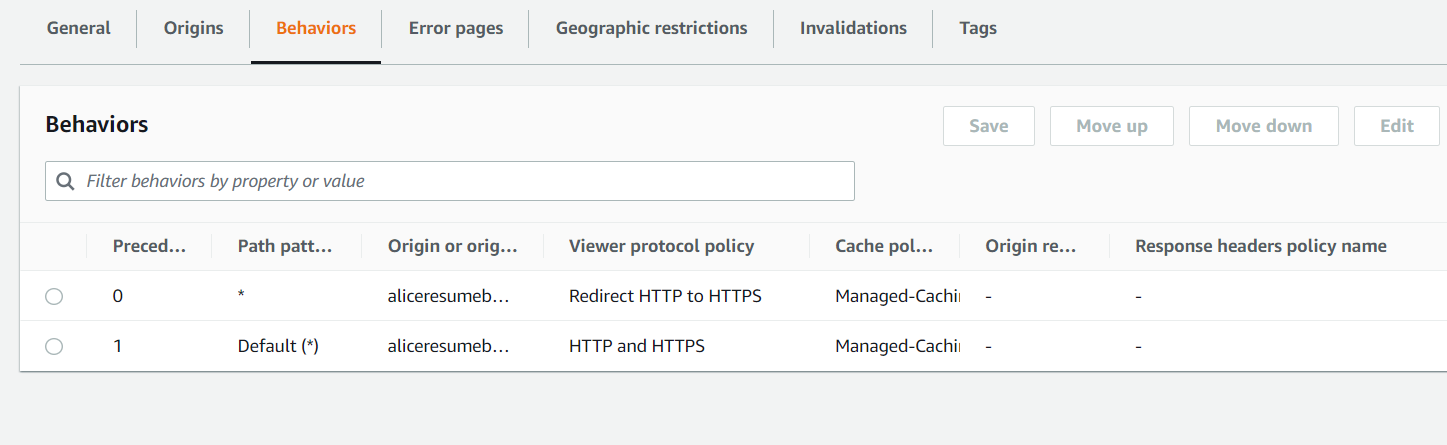 General Origins Behaviors Error pages Geographic restrictions Invalidations Tags
Behaviors Save Move up Move down Edit
Filter behaviors by property or value
Preced... Path patt... Origin or orig... Viewer protocol policy Cache pol... Origin re... Response headers policy name
0 * aliceresumeb... Redirect HTTP to HTTPS Managed-Cachin - -
1 Default (*) aliceresumeb... HTTP and HTTPS Managed-Cachin - -